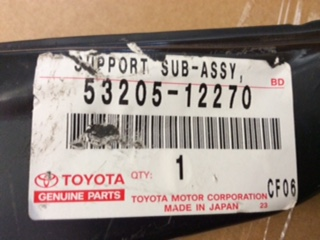 SUPPORT SUB-ASSY,
BD
53205-12270
TOYOTA
GENUINE PARTS
QTY:
1
CF06
TOYOTA MOTOR CORPORATION
MADE IN JAPAN 23